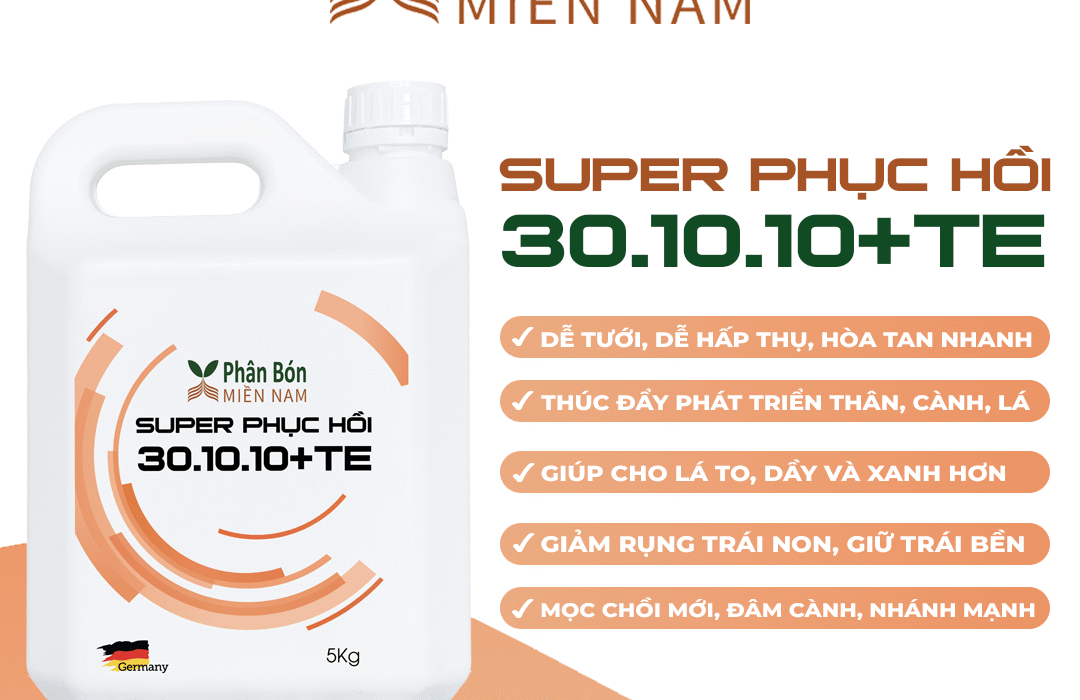 MIỀN NAM
SUPER PHỤC HỒI
30.10.10+TE
✓ DỄ TƯỚI, DỄ HẤP THỤ, HÒA TAN NHANH
✓ THÚC ĐẨY PHÁT TRIỂN THÂN, CÀNH, LÁ
✓ GIÚP CHO LÁ TO, DẦY VÀ XANH HƠN
✓ GIẢM RỤNG TRÁI NON, GIỮ TRÁI BỀN
✓ MỌC CHỒI MỚI, ĐÂM CÀNH, NHÁNH MẠNH
Phân Bón
MIỀN NAM
SUPER PHỤC HỒI
30.10.10+TE
Germany
5Kg